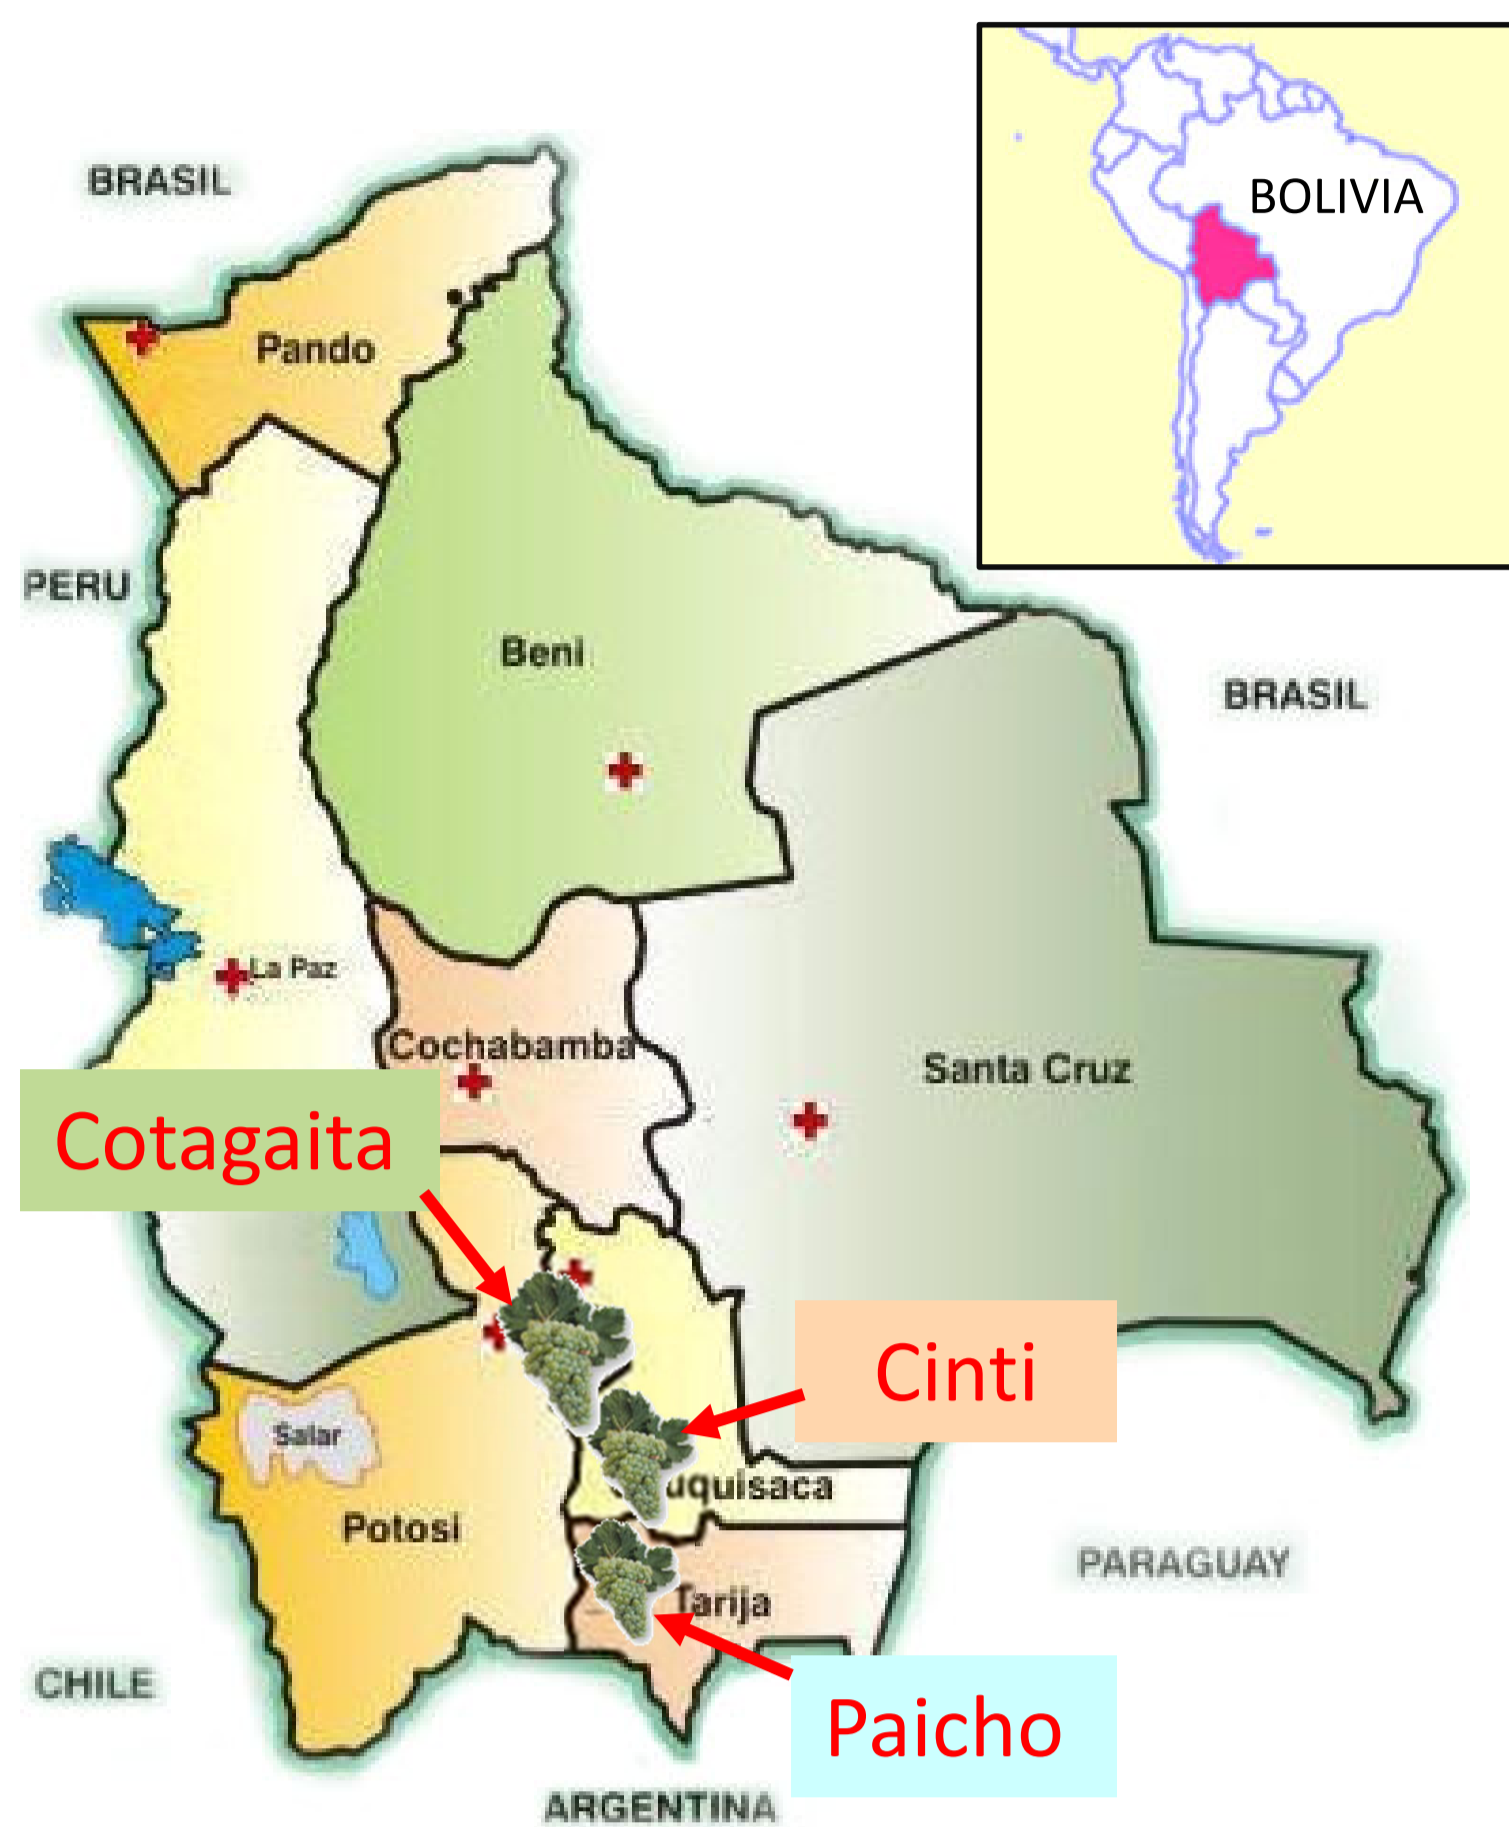 BOLIVIA
BRASIL
Pando
PERU
Beni
BRASIL
La Paz
Cochabamba
Santa Cruz
Cotagaita
Cinti
Salar
uquisaca
Potosi
PARAGUAY
Tarija
CHILE
Paicho
ARGENTINA